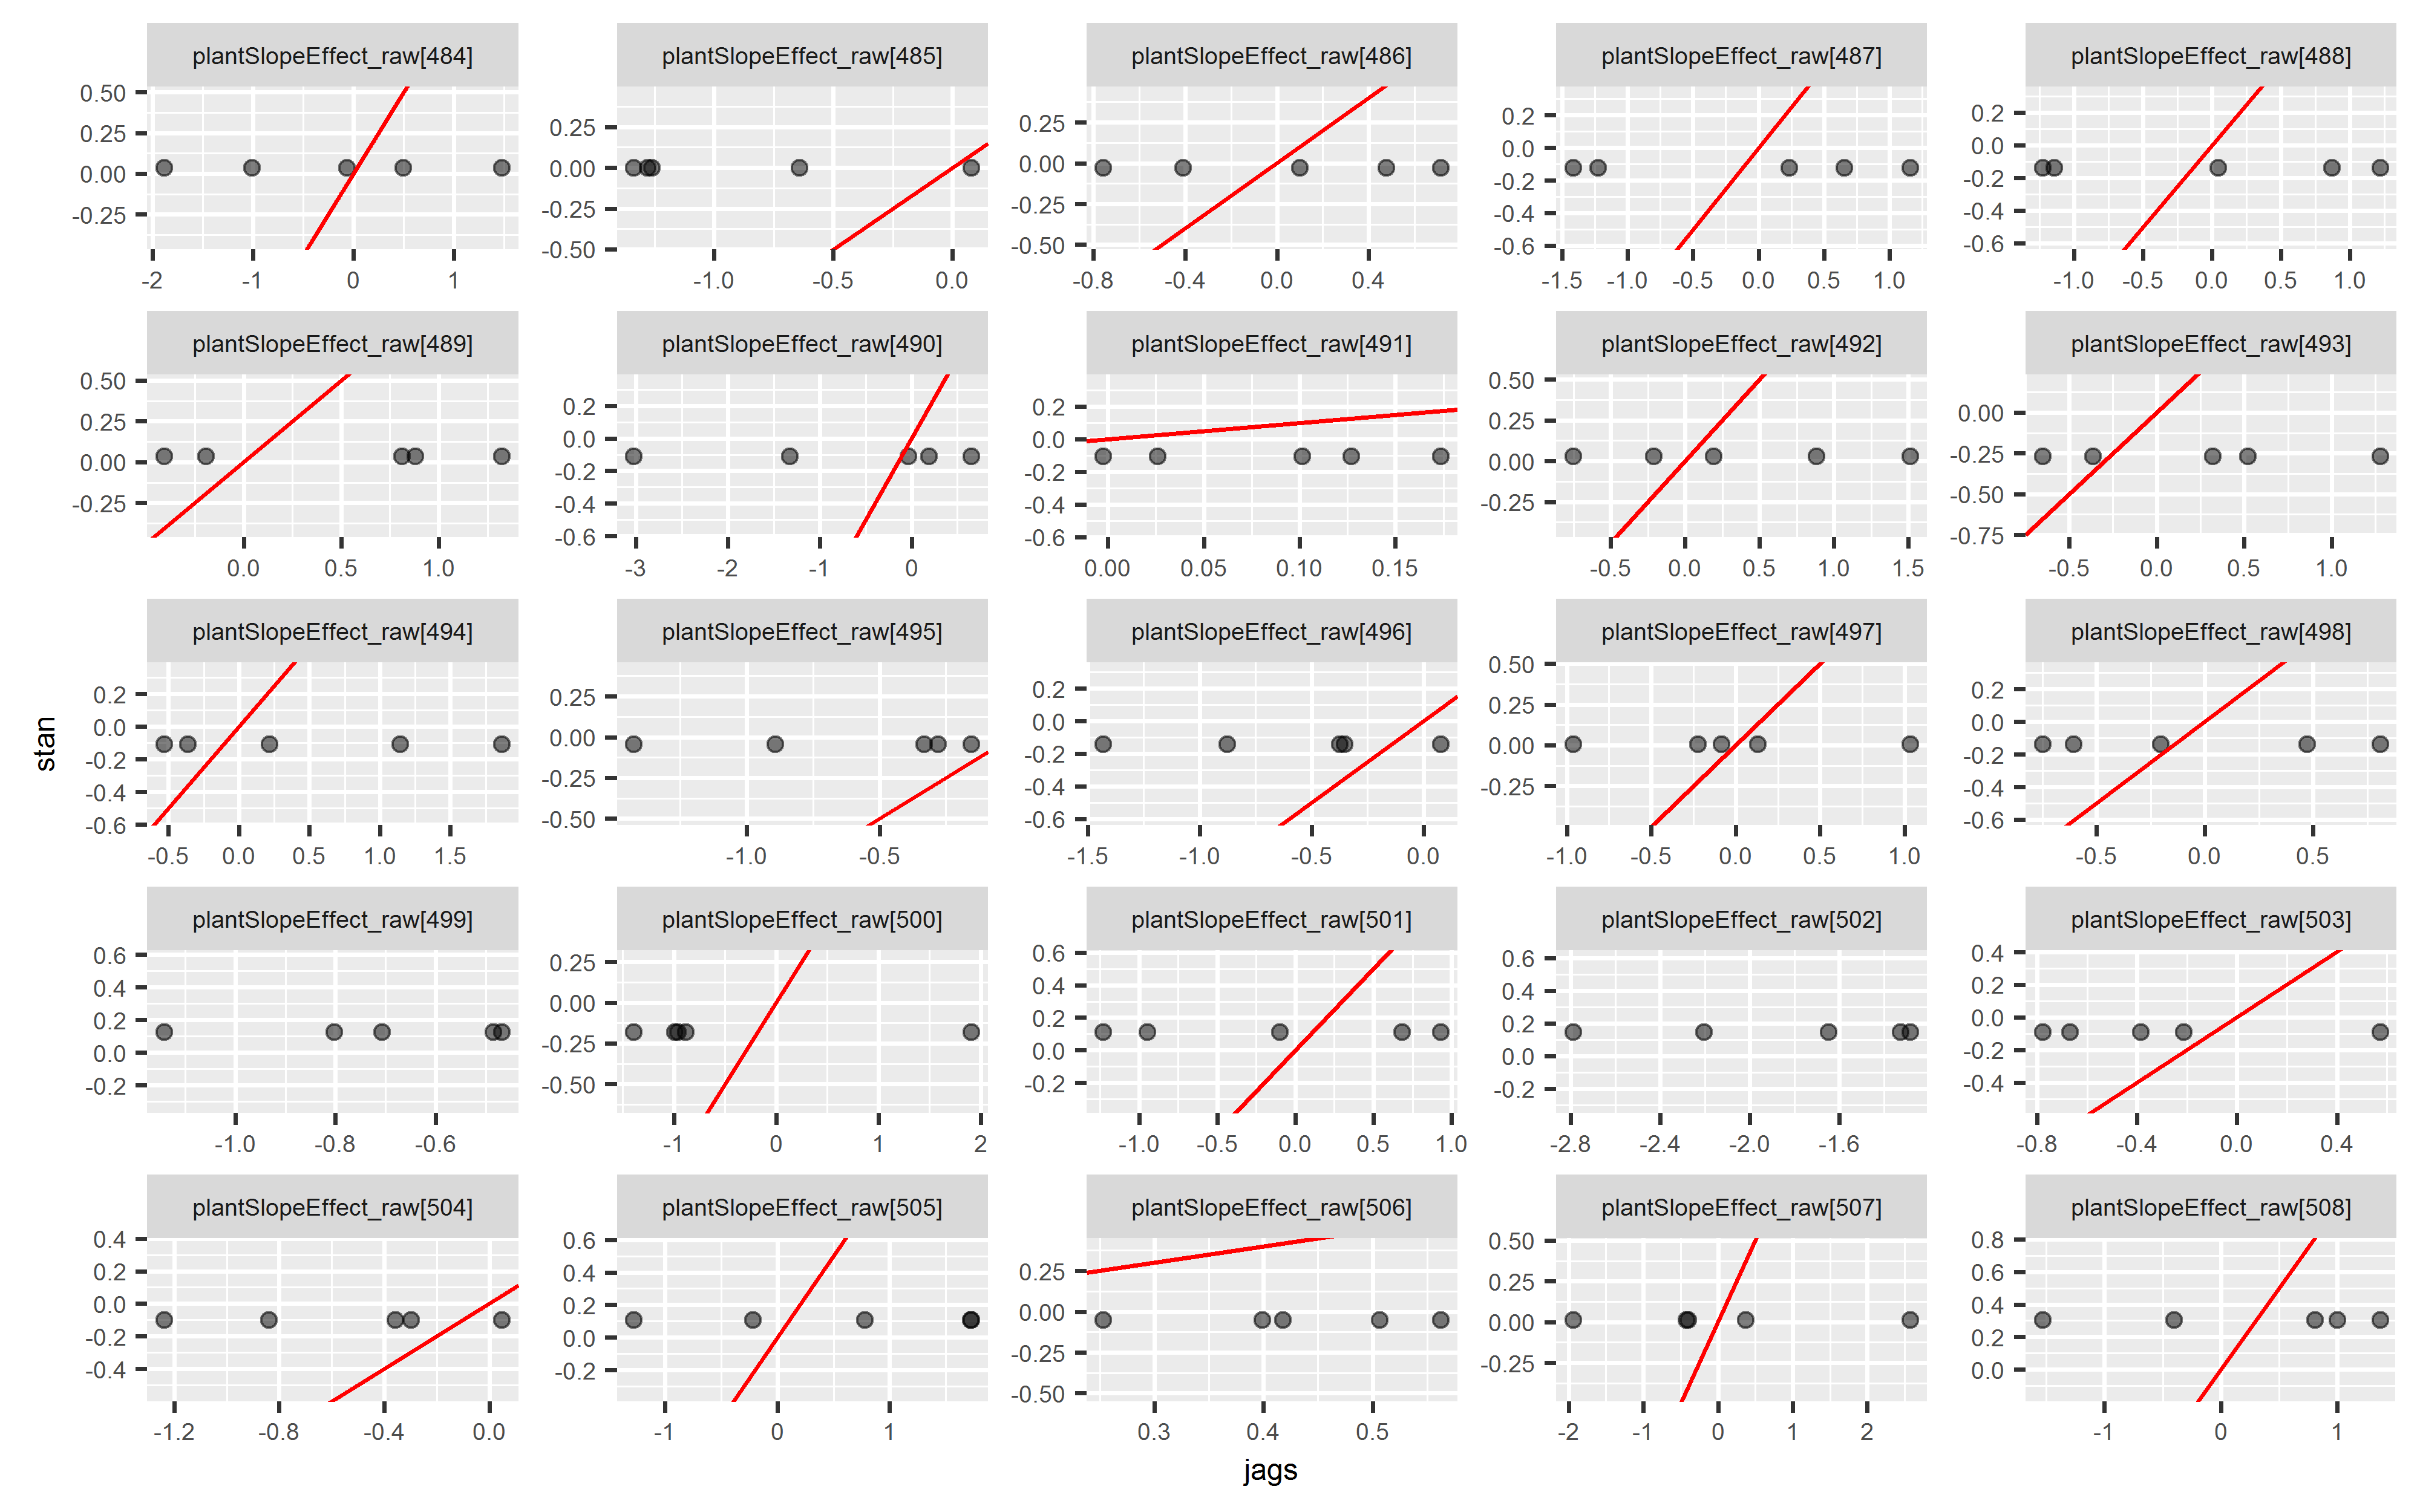 plantSlopeEffect_raw[484] plantSlopeEffect_raw[485] plantSlopeEffect_raw[486] plantSlopeEffect_raw[487] plantSlopeEffect_raw[488]
0.50 0.25 0.00 -0.25
0.25 0.00 -0.25 -0.50
0.25 0.00 -0.25 -0.50
0.2 0.0 -0.2 -0.4 -0.6
0.2 0.0 -0.2 -0.4 -0.6
-2 -1 0 1
-1.0 -0.5 0.0
-0.8 -0.4 0.0 0.4
-1.5 -1.0 -0.5 0.0 0.5 1.0
-1.0 -0.5 0.0 0.5 1.0
plantSlopeEffect_raw[489] plantSlopeEffect_raw[490] plantSlopeEffect_raw[491] plantSlopeEffect_raw[492] plantSlopeEffect_raw[493]
0.50 0.25 0.00 -0.25
0.2 0.0 -0.2 -0.4 -0.6
0.2 0.0 -0.2 -0.4 -0.6
0.50 0.25 0.00 -0.25
0.00 -0.25 -0.50 -0.75
0.0 0.5 1.0
-3 -2 -1 0
0.00 0.05 0.10 0.15
-0.5 0.0 0.5 1.0 1.5
-0.5 0.0 0.5 1.0
plantSlopeEffect_raw[494] plantSlopeEffect_raw[495] plantSlopeEffect_raw[496] plantSlopeEffect_raw[497] plantSlopeEffect_raw[498]
0.2 0.0 -0.2 -0.4 -0.6
0.25 0.00 -0.25 -0.50
0.2 0.0 -0.2 -0.4 -0.6
0.50 0.25 0.00 -0.25
0.2 0.0 -0.2 -0.4 -0.6
-0.5 0.0 0.5 1.0 1.5
-1.0 -0.5
-1.5 -1.0 -0.5 0.0
-1.0 -0.5 0.0 0.5 1.0
-0.5 0.0 0.5
stan
plantSlopeEffect_raw[499] plantSlopeEffect_raw[500] plantSlopeEffect_raw[501] plantSlopeEffect_raw[502] plantSlopeEffect_raw[503]
0.6 0.4 0.2 0.0 -0.2
0.25 0.00 -0.25 -0.50
0.6 0.4 0.2 0.0 -0.2
0.6 0.4 0.2 0.0 -0.2
0.4 0.2 0.0 -0.2 -0.4
-1.0 -0.8 -0.6
-1 0 1 2
-1.0 -0.5 0.0 0.5 1.0
-2.8 -2.4 -2.0 -1.6
-0.8 -0.4 0.0 0.4
plantSlopeEffect_raw[504] plantSlopeEffect_raw[505] plantSlopeEffect_raw[506] plantSlopeEffect_raw[507] plantSlopeEffect_raw[508]
0.4 0.2 0.0 -0.2 -0.4
0.6 0.4 0.2 0.0 -0.2
0.25 0.00 -0.25 -0.50
0.50 0.25 0.00 -0.25
0.8 0.6 0.4 0.2 0.0
-1.2 -0.8 -0.4 0.0
-1 0 1
0.3 0.4 0.5
-2 -1 0 1 2
-1 0 1
jags